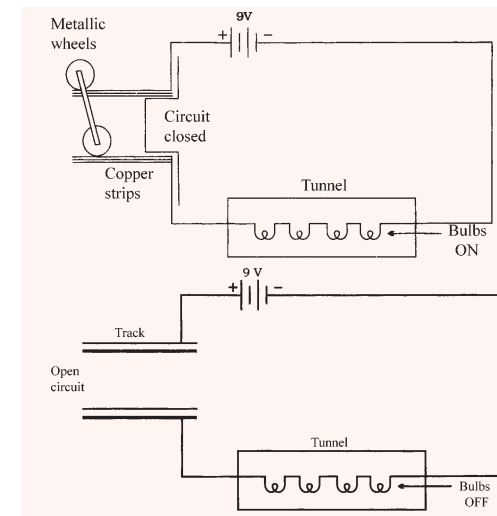 9V
Metallic
wheels
+
−
Circuit
closed
Copper
strips
Tunnel
Bulbs
ON
9 V
+
−
Track
Open
circuit
Tunnel
Bulbs
OFF